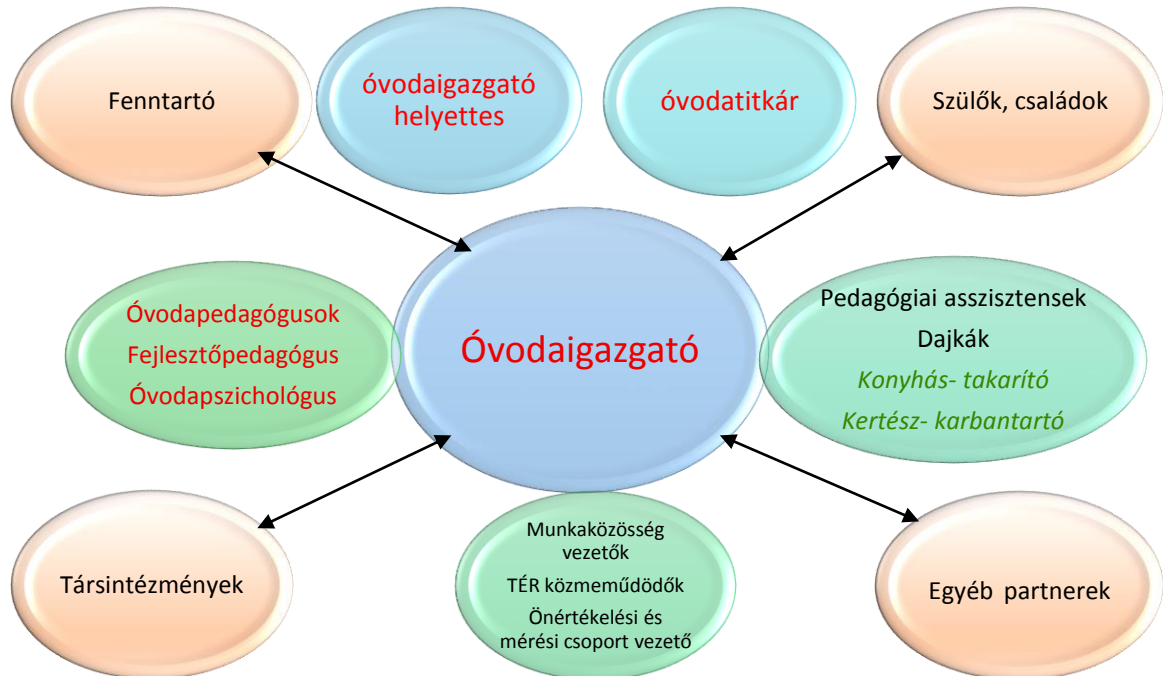 Fenntartó
óvodaigazgató
helyettes
óvodatitkár
Szülők, családok
Óvodapedagógusok
Fejlesztőpedagógus
Óvodapszichológus
Óvodaigazgató
Pedagógiai asszisztensek
Dajkák
Konyhás- takarító
Kertész- karbantartó
Társintézmények
Munkaközösség
vezetők
TÉR közmeműdödők
Önértékelési és
mérési csoport vezető
Egyéb partnerek